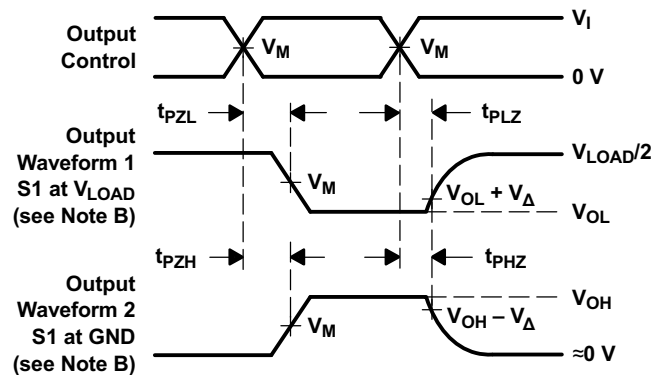 Output
Control
V_M
V_M
V_I
0 V
t_PZL
t_PLZ
Output
Waveform 1
S1 at V_LOAD
(see Note B)
V_M
V_LOAD/2
V_OL + V_Δ
V_OL
t_PZH
t_PHZ
Output
Waveform 2
S1 at GND
(see Note B)
V_M
V_OH
V_OH − V_Δ
≈0 V